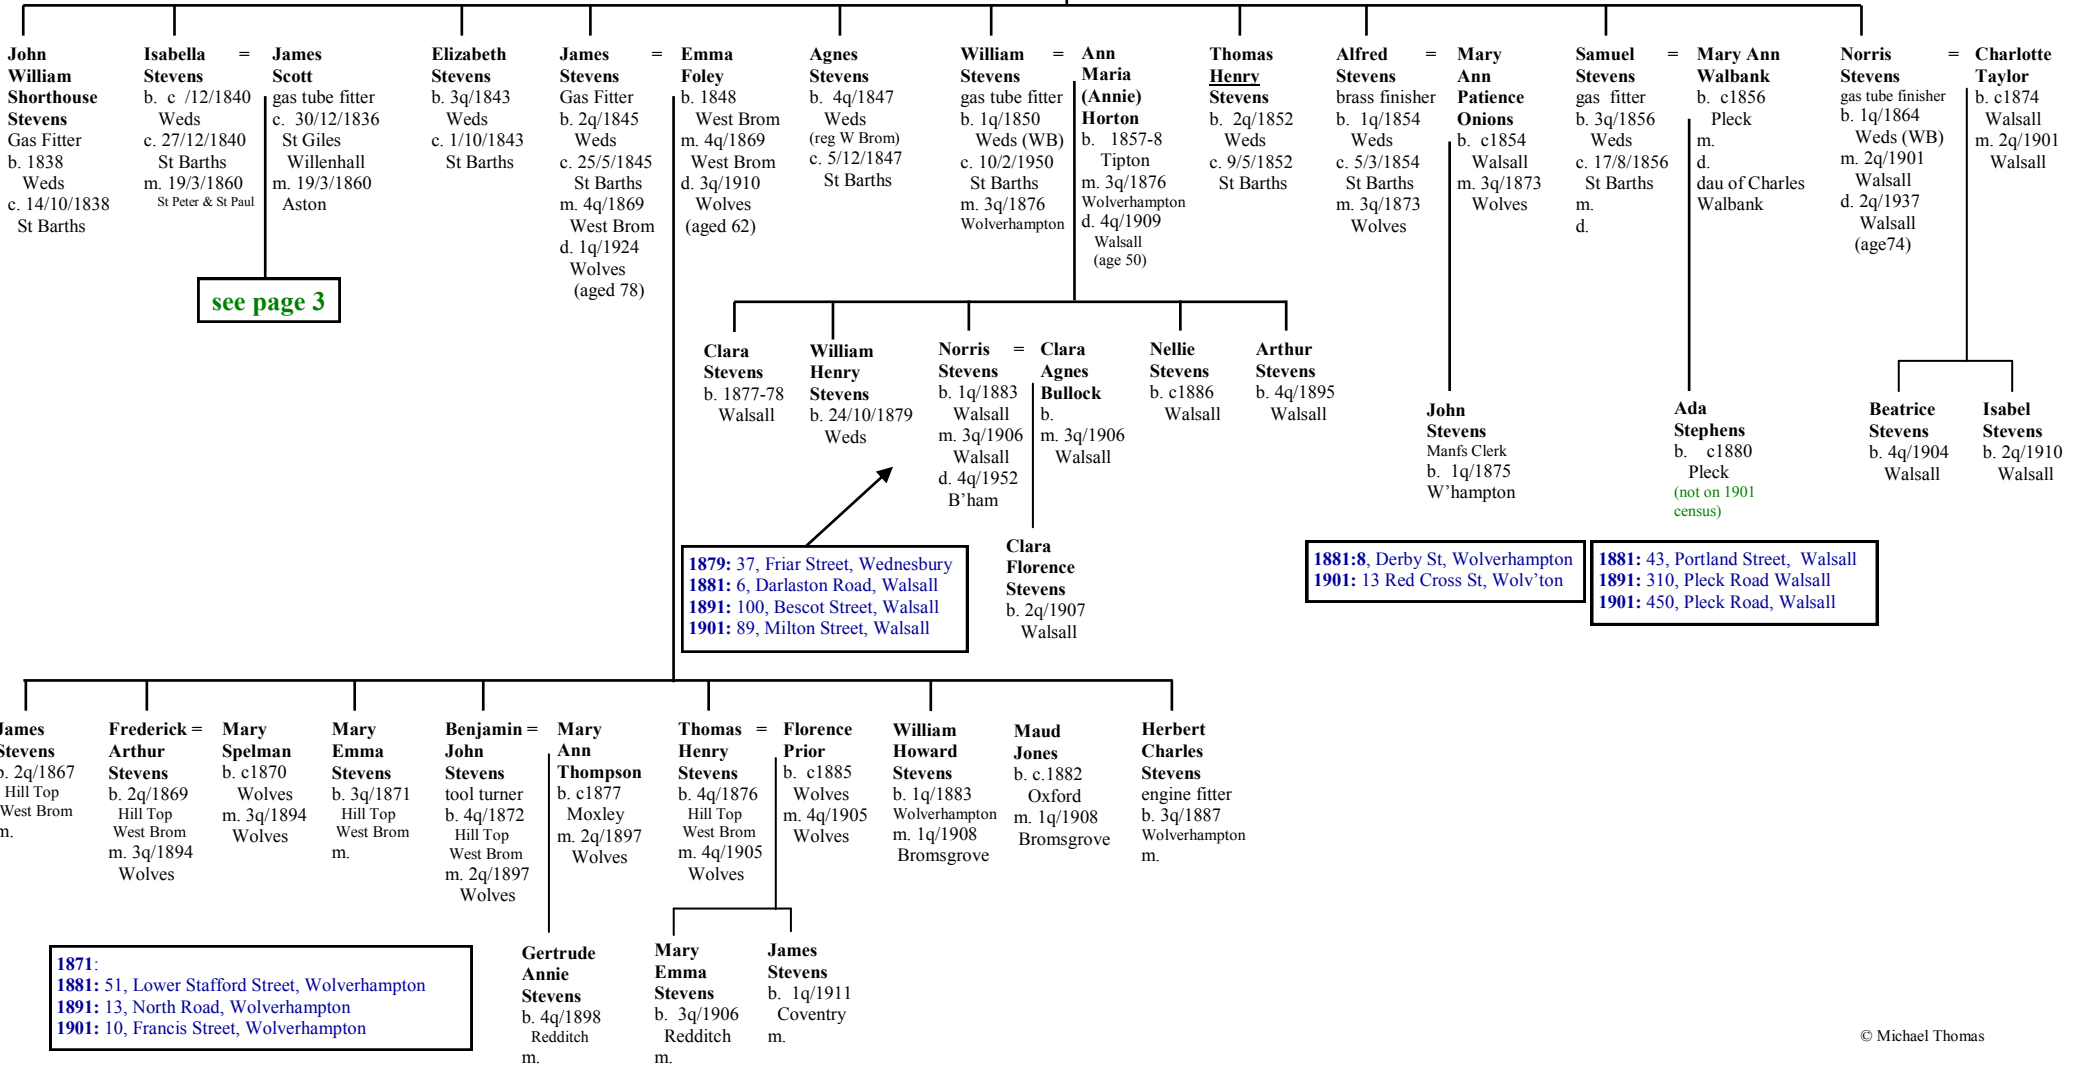 John
William
Shorthouse
Stevens
Gas Fitter
b. 1838
Weds
c. 14/10/1838
St Barths
Isabella =
Stevens
b. c /12/1840
Weds
c. 27/12/1840
St Barths
m. 19/3/1860
St Peter & St Paul
James
Scott
gas tube fitter
c. 30/12/1836
St Giles
Willenhall
m. 19/3/1860
Aston
see page 3
Elizabeth
Stevens
b. 3q/1843
Weds
c. 1/10/1843
St Barths
James =
Stevens
Gas Fitter
b. 2q/1845
Weds
c. 25/5/1845
St Barths
m. 4q/1869
West Brom
d. 1q/1924
Wolves
(aged 78)
Emma
Foley
b. 1848
West Brom
m. 4q/1869
West Brom
d. 3q/1910
Wolves
(aged 62)
Agnes
Stevens
b. 4q/1847
Weds
(reg W Brom)
c. 5/12/1847
St Barths
William =
Stevens
gas tube fitter
b. 1q/1850
Weds (WB)
c. 10/2/1950
St Barths
m. 3q/1876
Wolverhampton
Ann
Maria
(Annie)
Horton
b. 1857-8
Tipton
m. 3q/1876
Wolverhampton
d. 4q/1909
Walsall
(age 50)
Thomas
Henry
Stevens
b. 2q/1852
Weds
c. 9/5/1852
St Barths
Alfred =
Stevens
brass finisher
b. 1q/1854
Weds
c. 5/3/1854
St Barths
m. 3q/1873
Wolves
Mary
Ann
Patience
Onions
b. c1854
Walsall
m. 3q/1873
Wolves
Samuel =
Stevens
gas fitter
b. 3q/1856
Weds
c. 17/8/1856
St Barths
m.
d.
Mary Ann
Walbank
b. c1856
Pleck
m.
d.
dau of Charles
Walbank
Norris =
Stevens
gas tube finisher
b. 1q/1864
Weds (WB)
m. 2q/1901
Walsall
d. 2q/1937
Walsall
(age74)
Charlotte
Taylor
b. c1874
Walsall
m. 2q/1901
Walsall
Clara
Stevens
b. 1877-78
Walsall
William
Henry
Stevens
b. 24/10/1879
Weds
Norris =
Stevens
b. 1q/1883
Walsall
m. 3q/1906
Walsall
d. 4q/1952
B’ham
Clara
Agnes
Bullock
b.
m. 3q/1906
Walsall
Nellie
Stevens
b. c1886
Walsall
Arthur
Stevens
b. 4q/1895
Walsall
John
Stevens
Manfs Clerk
b. 1q/1875
W’hampton
Ada
Stephens
b. c1880
Pleck
(not on 1901
census)
Beatrice
Stevens
b. 4q/1904
Walsall
Isabel
Stevens
b. 2q/1910
Walsall
1879: 37, Friar Street, Wednesbury
1881: 6, Darlaston Road, Walsall
1891: 100, Bescot Street, Walsall
1901: 89, Milton Street, Walsall
Clara
Florence
Stevens
b. 2q/1907
Walsall
1881:8, Derby St, Wolverhampton
1901: 13 Red Cross St, Wolv’ton
1881: 43, Portland Street, Walsall
1891: 310, Pleck Road Walsall
1901: 450, Pleck Road, Walsall
James
Stevens
b. 2q/1867
Hill Top
West Brom
m.
Frederick =
Arthur
Stevens
b. 2q/1869
Hill Top
West Brom
m. 3q/1894
Wolves
Mary
Spelman
b. c1870
Wolves
m. 3q/1894
Wolves
Mary
Emma
Stevens
b. 3q/1871
Hill Top
West Brom
m.
Benjamin =
John
Stevens
tool turner
b. 4q/1872
Hill Top
West Brom
m. 2q/1897
Wolves
Mary
Ann
Thompson
b. c1877
Moxley
m. 2q/1897
Wolves
Thomas =
Henry
Stevens
b. 4q/1876
Hill Top
West Brom
m. 4q/1905
Wolves
Florence
Prior
b. c1885
Wolves
m. 4q/1905
Wolves
William
Howard
Stevens
b. 1q/1883
Wolverhampton
m. 1q/1908
Bromsgrove
Maud
Jones
b. c.1882
Oxford
m. 1q/1908
Bromsgrove
Herbert
Charles
Stevens
engine fitter
b. 3q/1887
Wolverhampton
m.
1871:
1881: 51, Lower Stafford Street, Wolverhampton
1891: 13, North Road, Wolverhampton
1901: 10, Francis Street, Wolverhampton
Gertrude
Annie
Stevens
b. 4q/1898
Redditch
m.
Mary
Emma
Stevens
b. 3q/1906
Redditch
m.
James
Stevens
b. 1q/1911
Coventry
m.
© Michael Thomas